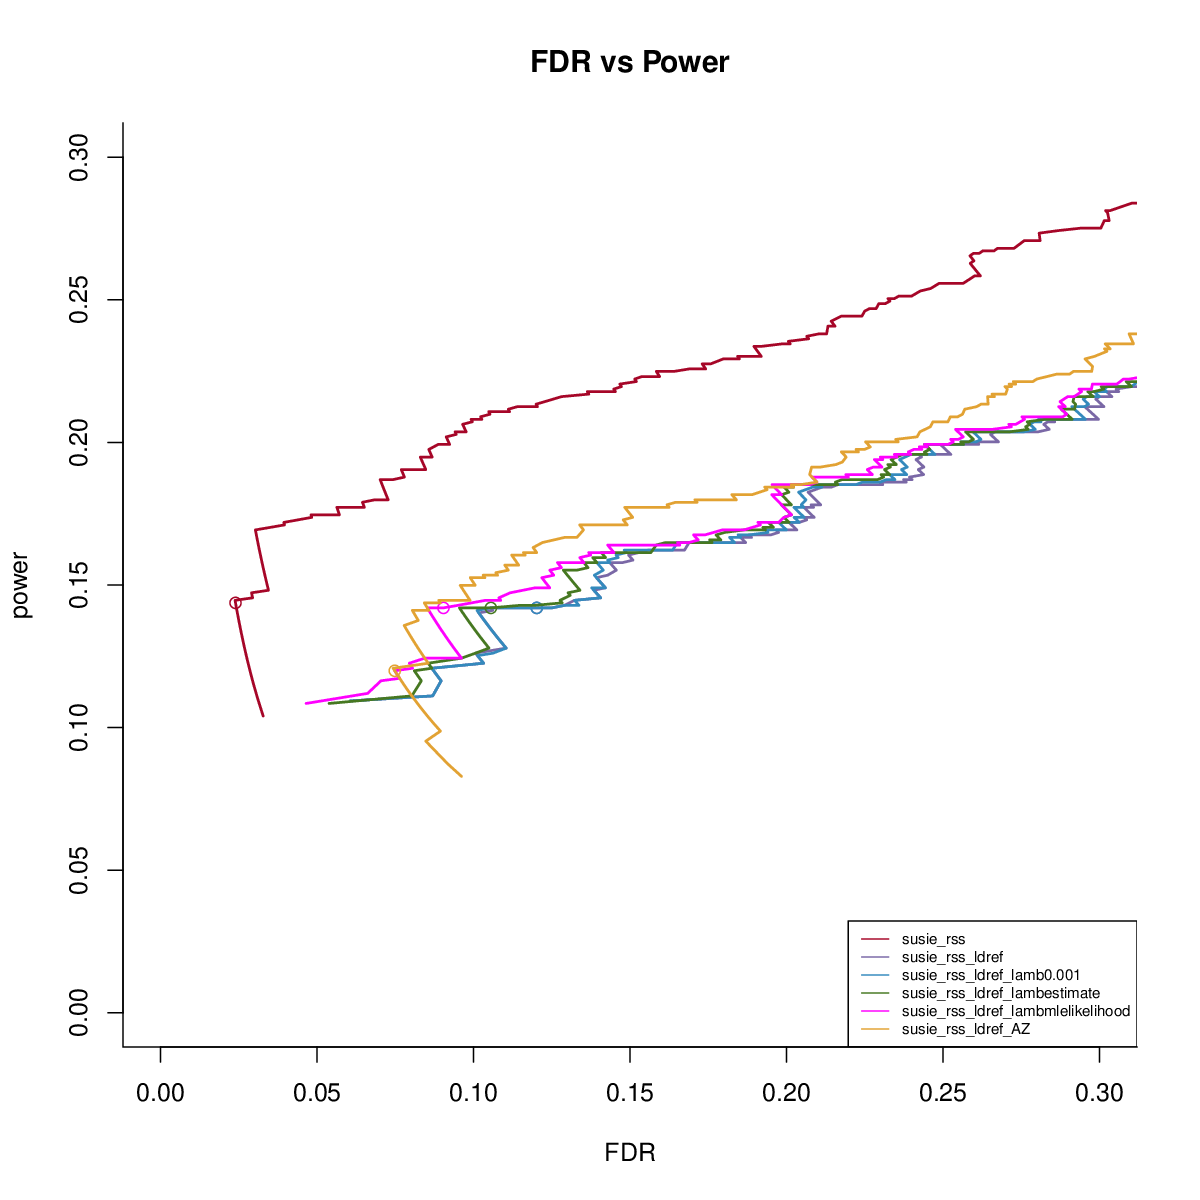 FDR vs Power
power
0.30
0.25
0.20
0.15
0.10
0.05
0.00
susie_rss
susie_rss_ldref
susie_rss_ldref_lamb0.001
susie_rss_ldref_lambestimate
susie_rss_ldref_lambmlelikelihood
susie_rss_ldref_AZ
0.00 0.05 0.10 0.15 0.20 0.25 0.30
FDR